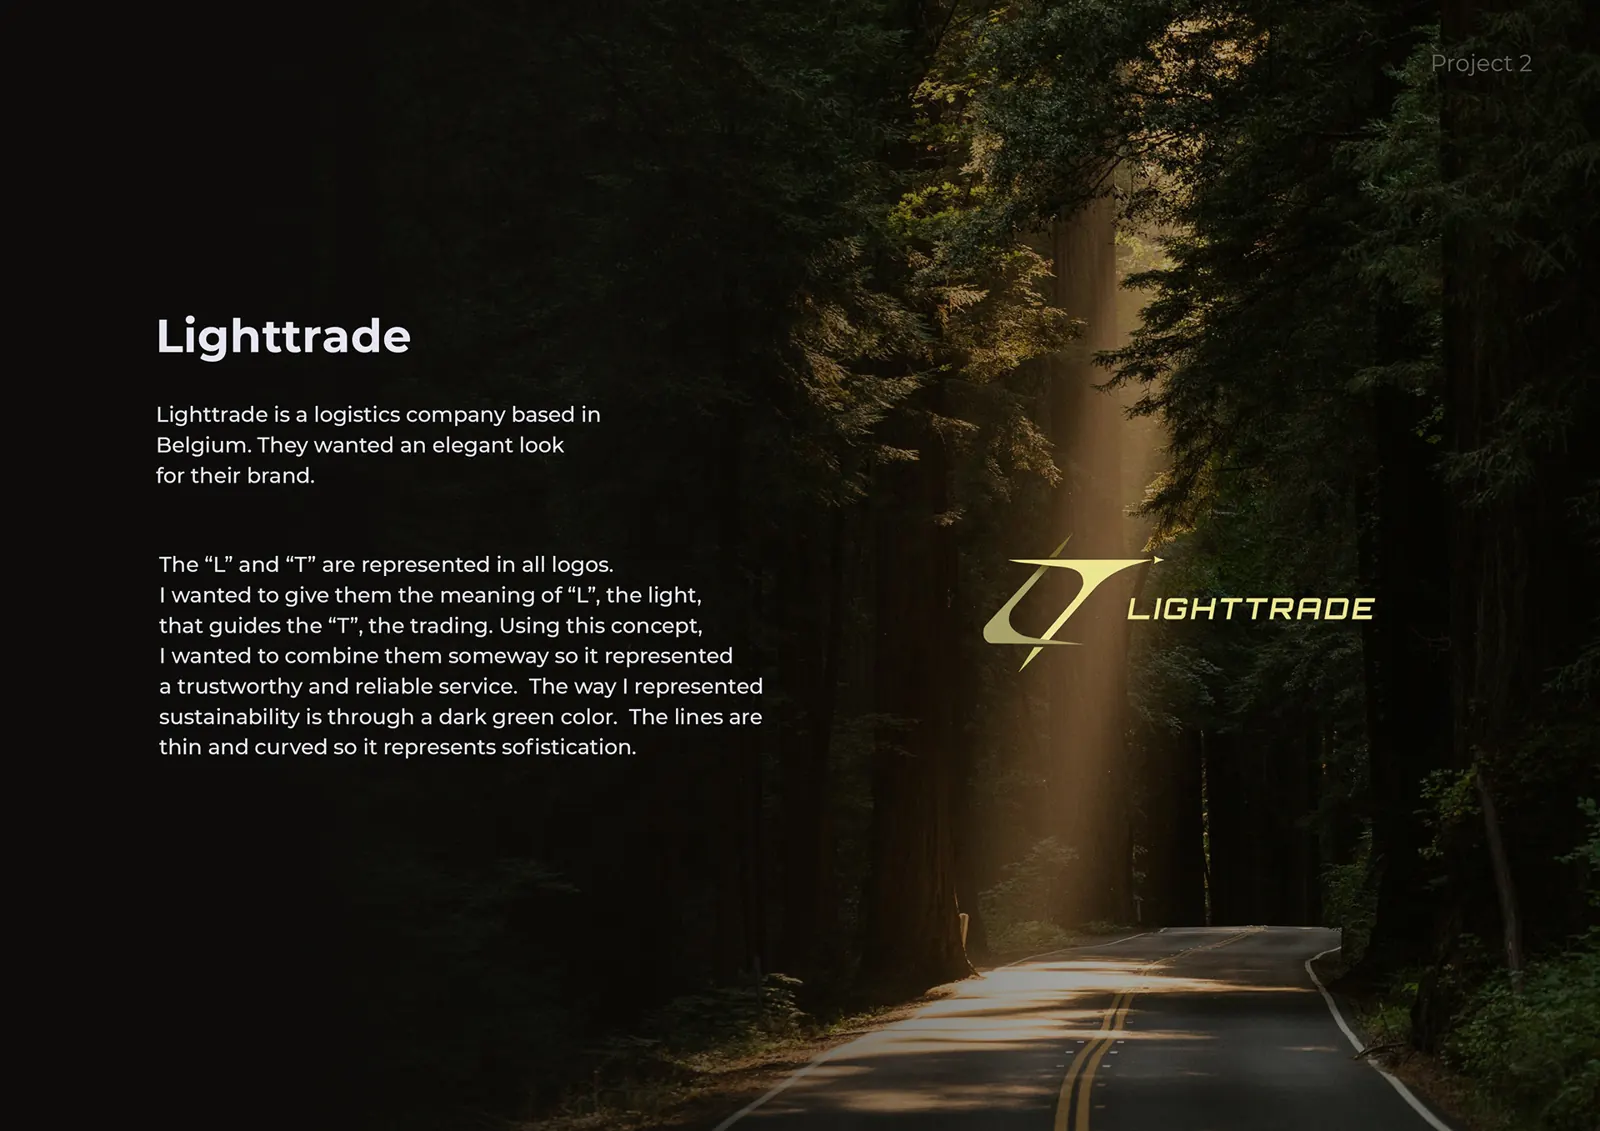 Project 2
Lighttrade
Lighttrade is a logistics company based in
Belgium. They wanted an elegant look
for their brand.
The “L” and “T” are represented in all logos.
I wanted to give them the meaning of “L”, the light,
that guides the “T”, the trading. Using this concept,
I wanted to combine them someway so it represented
a trustworthy and reliable service.  The way I represented
sustainability is through a dark green color.  The lines are
thin and curved so it represents sofistication.
LT
LIGHTTRADE